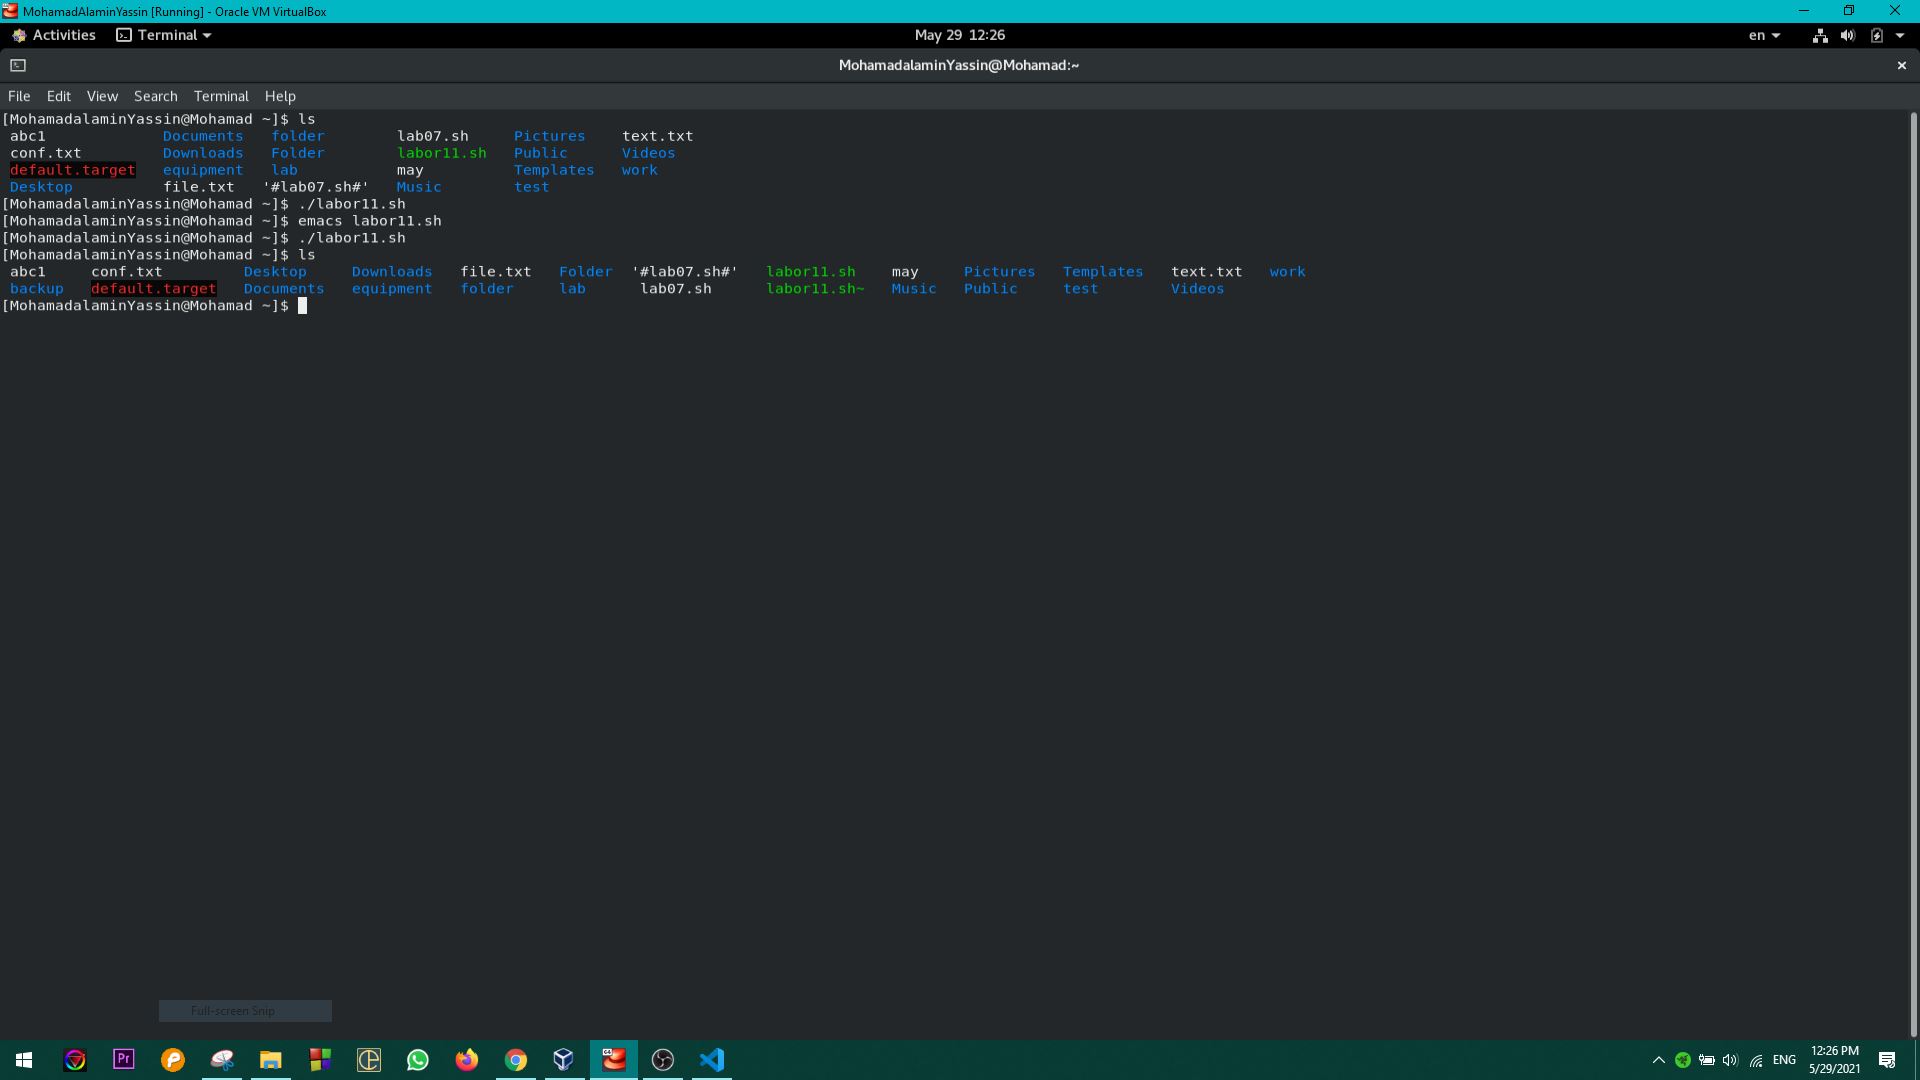 MohamadAlaminYassin [Running] - Oracle VM VirtualBox
Activities Terminal May 29 12:26 en
MohamadalaminYassin@Mohamad:~
File Edit View Search Terminal Help
[MohamadalaminYassin@Mohamad ~]$ ls
abc1 Documents folder lab07.sh Pictures text.txt
conf.txt Downloads Folder labor11.sh Public Videos
default.target equipment lab may Templates work
Desktop file.txt '#lab07.sh#' Music test
[MohamadalaminYassin@Mohamad ~]$ ./labor11.sh
[MohamadalaminYassin@Mohamad ~]$ emacs labor11.sh
[MohamadalaminYassin@Mohamad ~]$ ./labor11.sh
[MohamadalaminYassin@Mohamad ~]$ ls
abc1 conf.txt Desktop Downloads file.txt Folder '#lab07.sh#' labor11.sh may Pictures Templates text.txt work
backup default.target Documents equipment folder lab lab07.sh labor11.sh~ Music Public test Videos
[MohamadalaminYassin@Mohamad ~]$
Full-screen Snip
Pr
ENG
12:26 PM
5/29/2021